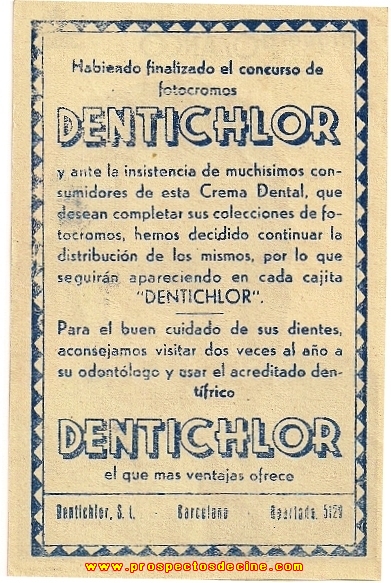 Habiendo finalizado el concurso de
fotocromos
DENTICHLOR
y ante la insistencia de muchisimos con-
sumidores de esta Crema Dental, que
desean completar sus colecciones de fo-
tocromos, hemos decidido continuar la
distribución de los mismos, por lo que
seguirán apareciendo en cada cajita
"DENTICHLOR".
Para el buen cuidado de sus dientes,
aconsejamos visitar dos veces al año a
su odontólogo y usar el acreditado den-
tífrico
DENTICHLOR
el que mas ventajas ofrece
Dentichlor, S. L. Barcelona - Apartado, 5129
www.prospectosdecine.com